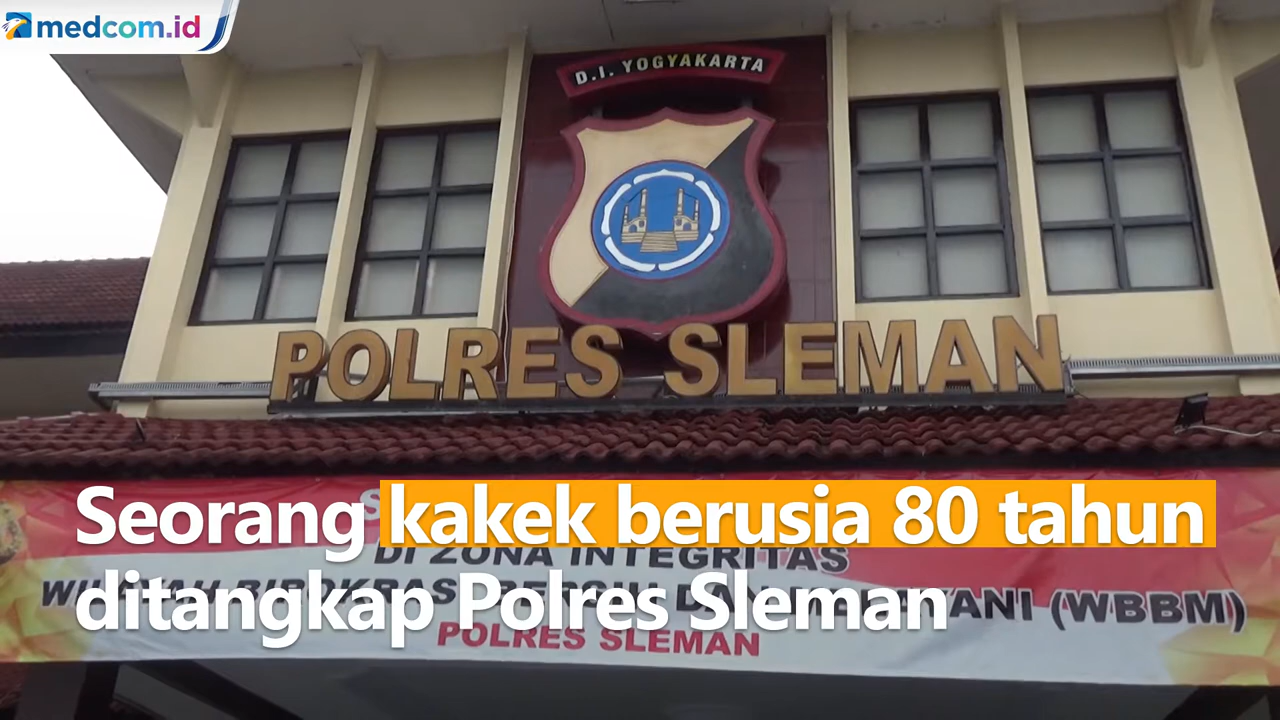 medcom.id
D.I. YOGYAKARTA
POLRES SLEMAN
Seorang kakek berusia 80 tahun
DI ZONA INTEGRITAS
ditangkap Polres Sleman
DAN (WBBM)
POLRES SLEMAN